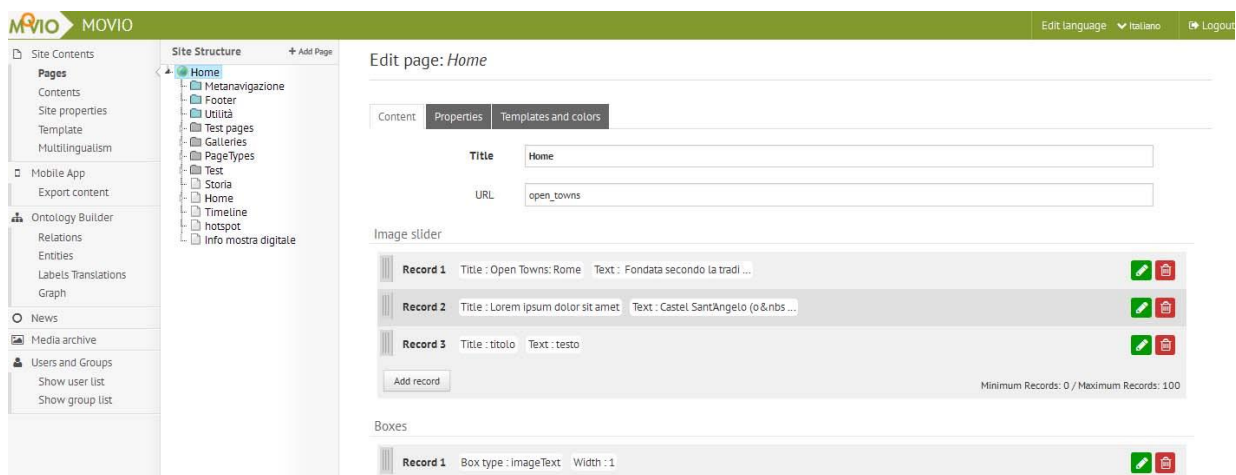 MOVIO MOVIO
Edit language Italiano Logout
Site Contents
Pages
Contents
Site properties
Template
Multilingualism
Mobile App
Export content
Ontology Builder
Relations
Entities
Labels Translations
Graph
News
Media archive
Users and Groups
Show user list
Show group list
Site Structure + Add Page
Home
Metanavigazione
Footer
Utilità
Test pages
Galleries
PageTypes
Test
Storia
Home
Timeline
hotspot
Info mostra digitale
Edit page: Home
Content Properties Templates and colors
Title Home
URL open_towns
Image slider
Record 1 Title : Open Towns: Rome Text : Fondata secondo la tradi ...
Record 2 Title : Lorem ipsum dolor sit amet Text : Castel Sant'Angelo (o&nbs ...
Record 3 Title : titolo Text : testo
Add record
Minimum Records: 0 / Maximum Records: 100
Boxes
Record 1 Box type : imageText Width : 1